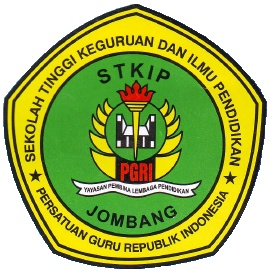 SEKOLAH TINGGI KEGURUAN DAN ILMU PENDIDIKAN
STKIP
PGRI
YAYASAN PEMBINA LEMBAGA PENDIDIKAN
JOMBANG
PERSATUAN GURU REPUBLIK INDONESIA